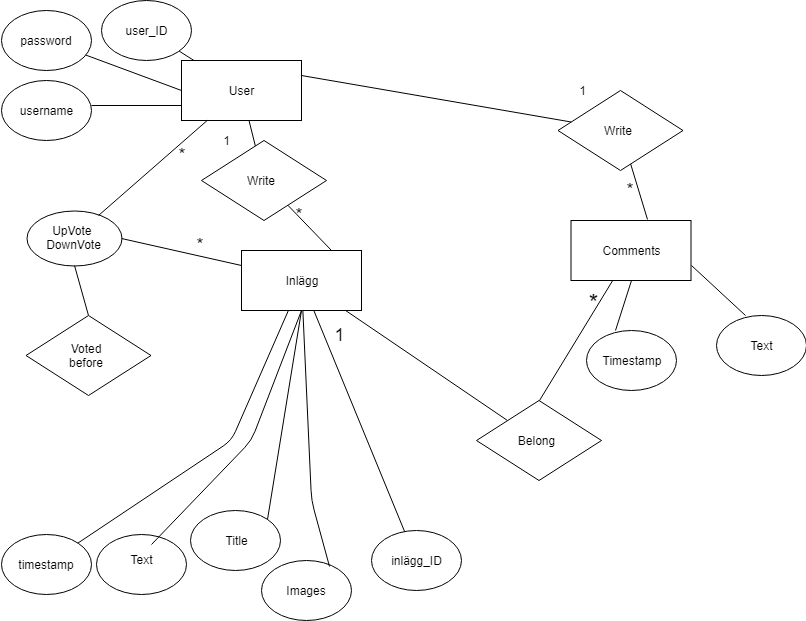 user_ID
password
User
username
1
Write
1
*
Write
*
*
UpVote
DownVote
*
Comments
Inlägg
*
1
Voted
before
Timestamp
Text
Belong
Title
Text
timestamp
inlägg_ID
Images